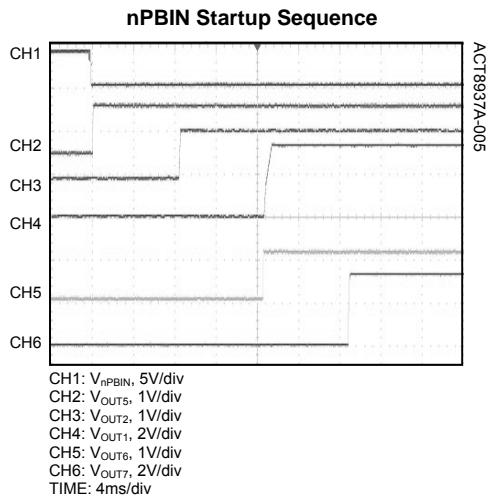 nPBIN Startup Sequence
CH1
CH2
CH3
CH4
CH5
CH6
ACT8937A-005
CH1: VnPBIN, 5V/div
CH2: VOUT5, 1V/div
CH3: VOUT2, 1V/div
CH4: VOUT1, 2V/div
CH5: VOUT6, 1V/div
CH6: VOUT7, 2V/div
TIME: 4ms/div